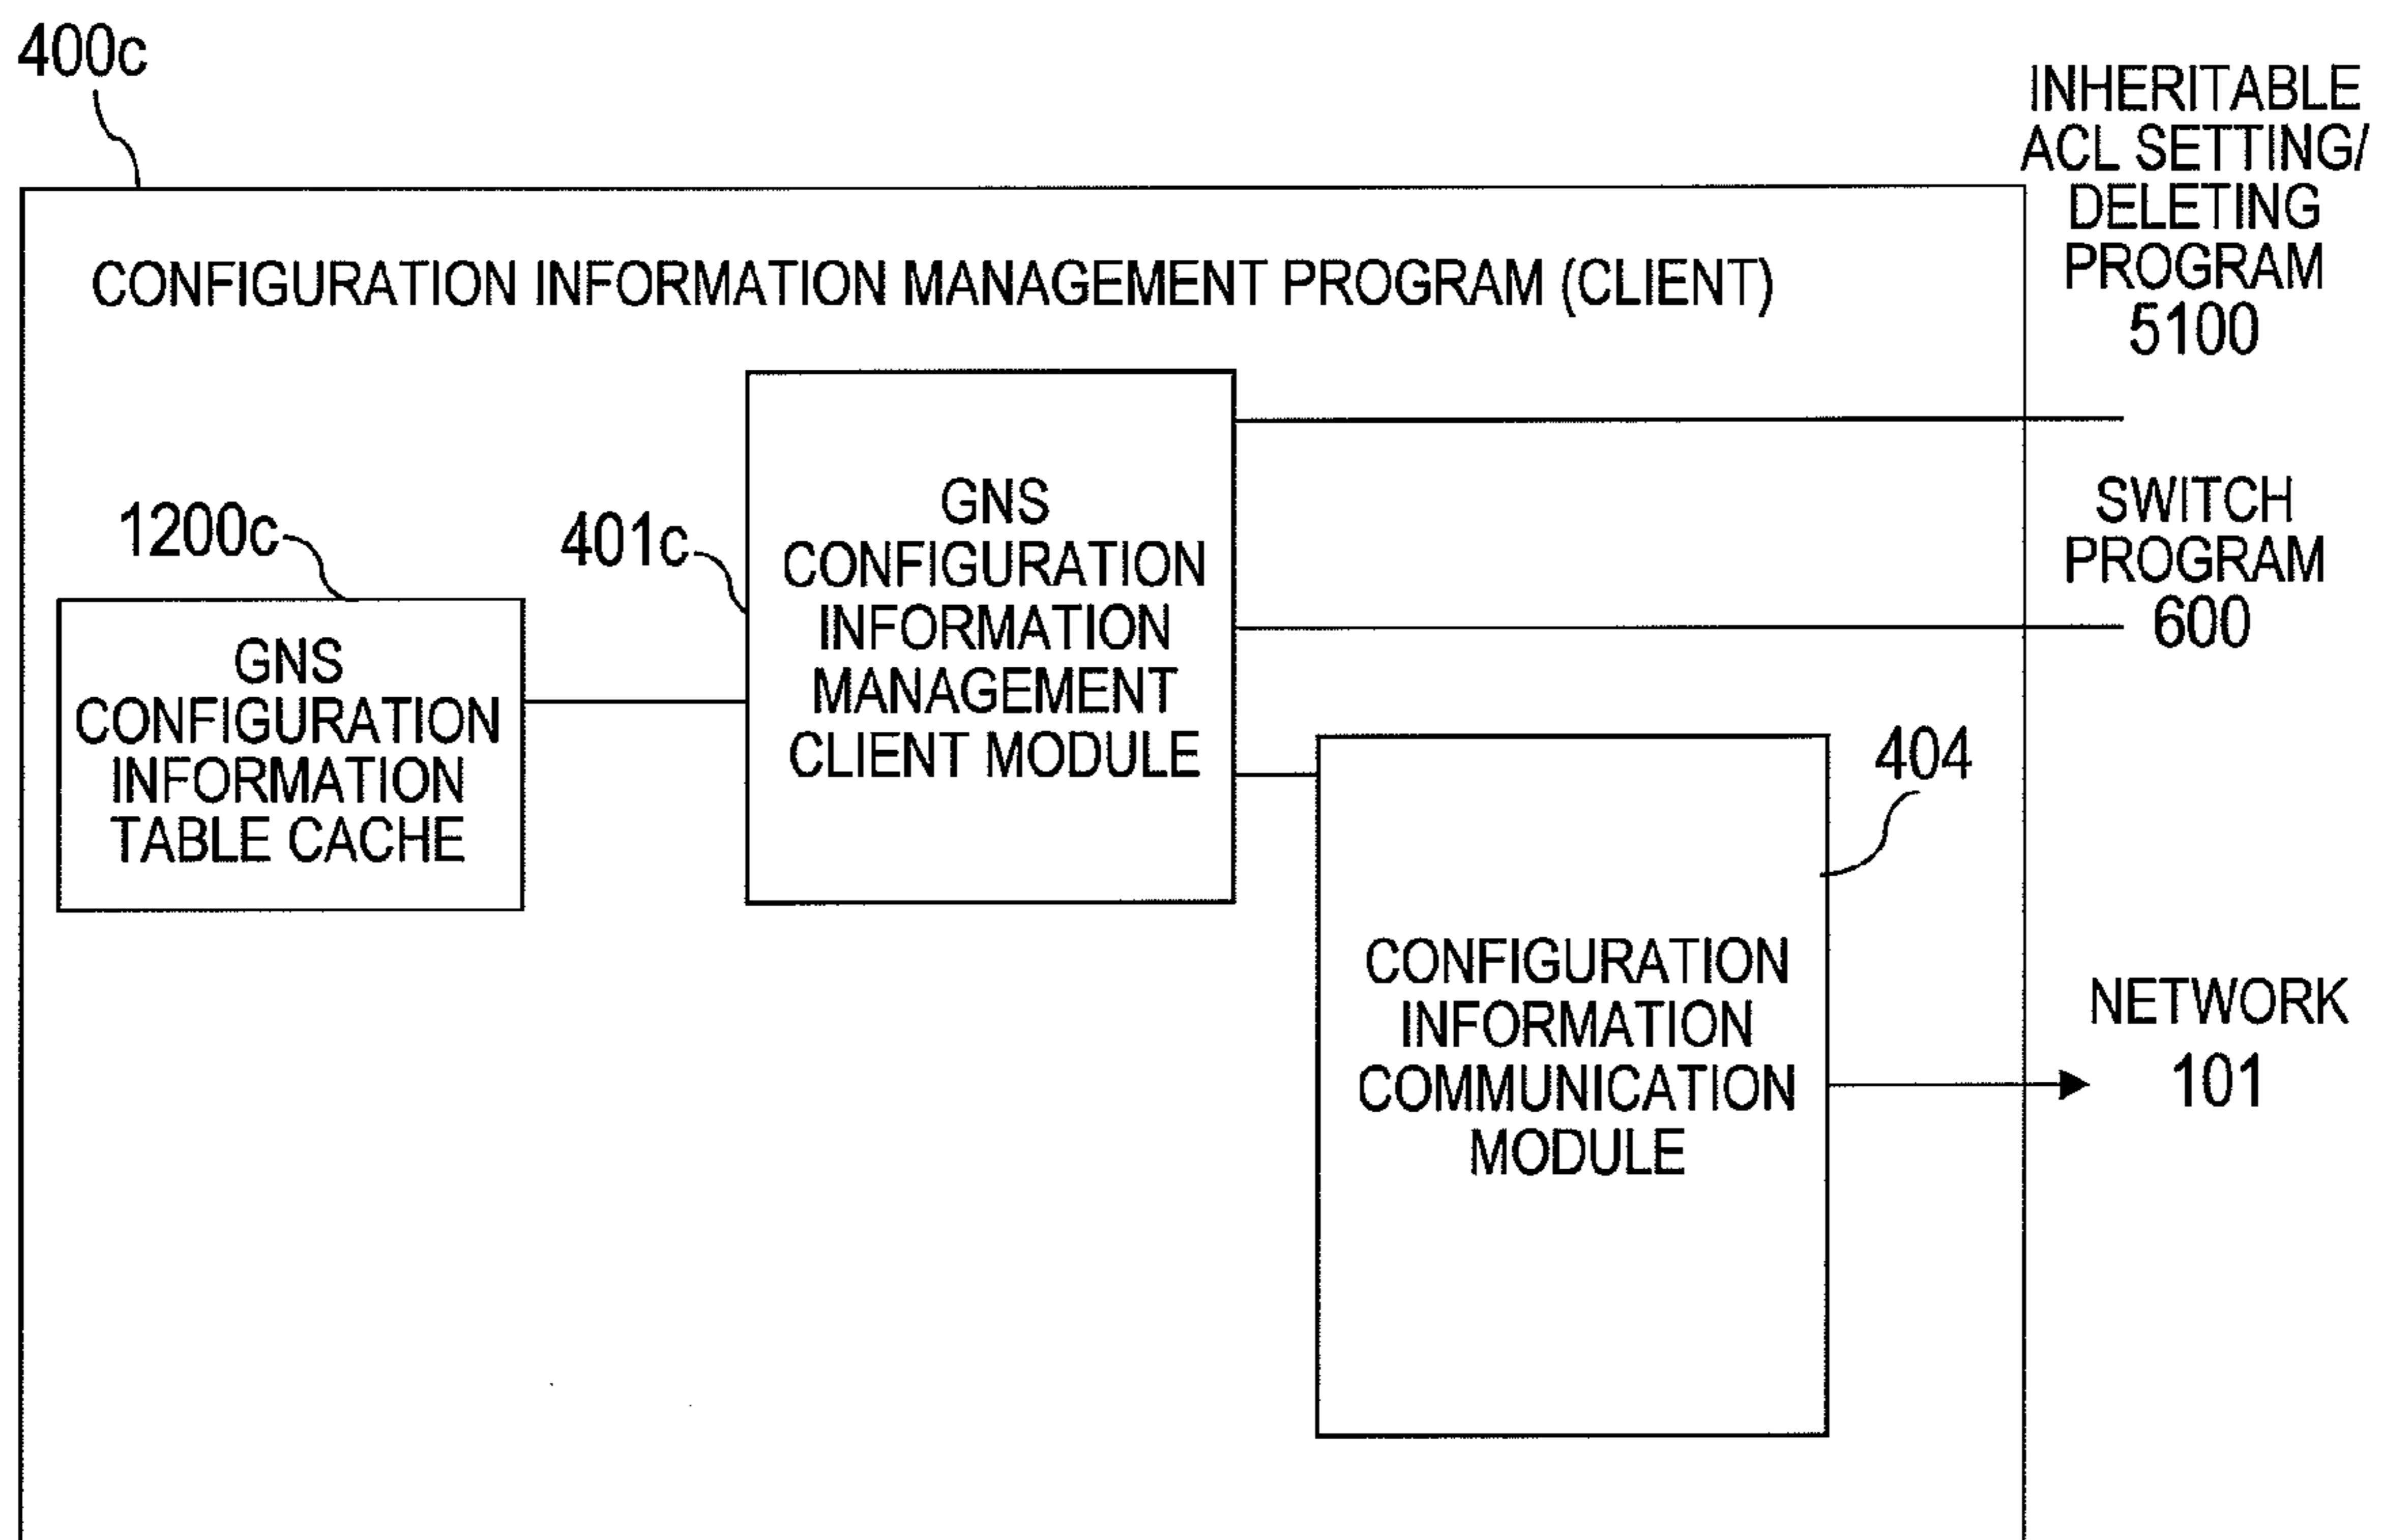 400c
INHERITABLE
ACL SETTING/
DELETING
PROGRAM
5100
CONFIGURATION INFORMATION MANAGEMENT PROGRAM (CLIENT)
SWITCH
PROGRAM
600
1200c
401c
GNS
CONFIGURATION
INFORMATION
MANAGEMENT
CLIENT MODULE
GNS
CONFIGURATION
INFORMATION
TABLE CACHE
404
CONFIGURATION
INFORMATION
COMMUNICATION
MODULE
NETWORK
101